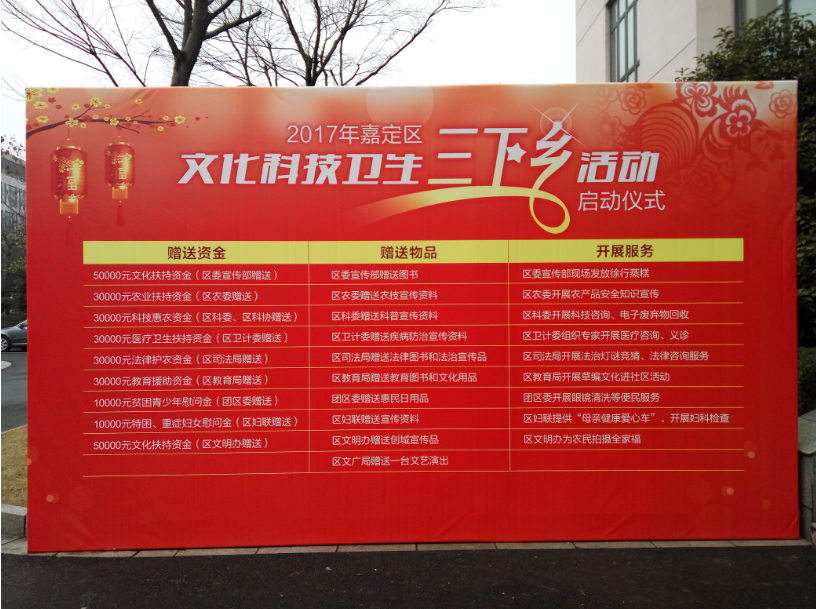 2017年嘉定区
文化科技卫生三下乡活动
启动仪式
赠送资金 赠送物品 开展服务
50000元文化扶持资金（区委宣传部赠送） 区委宣传部赠送图书 区委宣传部现场发放徐行蒸糕
30000元农业扶持资金（区农委赠送） 区农委赠送农技宣传资料 区农委开展农产品安全知识宣传
30000元科技惠农资金（区科委、区科协赠送） 区科委赠送科普宣传资料 区科委开展科技咨询、电子废弃物回收
30000元医疗卫生扶持资金（区卫计委赠送） 区卫计委赠送疾病防治宣传资料 区卫计委组织专家开展医疗咨询、义诊
30000元法律护农资金（区司法局赠送） 区司法局赠送法律图书和法治宣传品 区司法局开展法治灯谜竞猜、法律咨询服务
30000元教育援助资金（区教育局赠送） 区教育局赠送教育图书和文化用品 区教育局开展草编文化进社区活动
10000元贫困青少年慰问金（团区委赠送） 团区委赠送惠民日用品 团区委开展眼镜清洗等便民服务
10000元特困、重症妇女慰问金（区妇联赠送） 区妇联赠送宣传资料 区妇联提供“母亲健康爱心车”、开展妇科检查
50000元文化扶持资金（区文明办赠送） 区文明办赠送创城宣传品 区文明办为农民拍摄全家福
区文广局赠送一台文艺演出